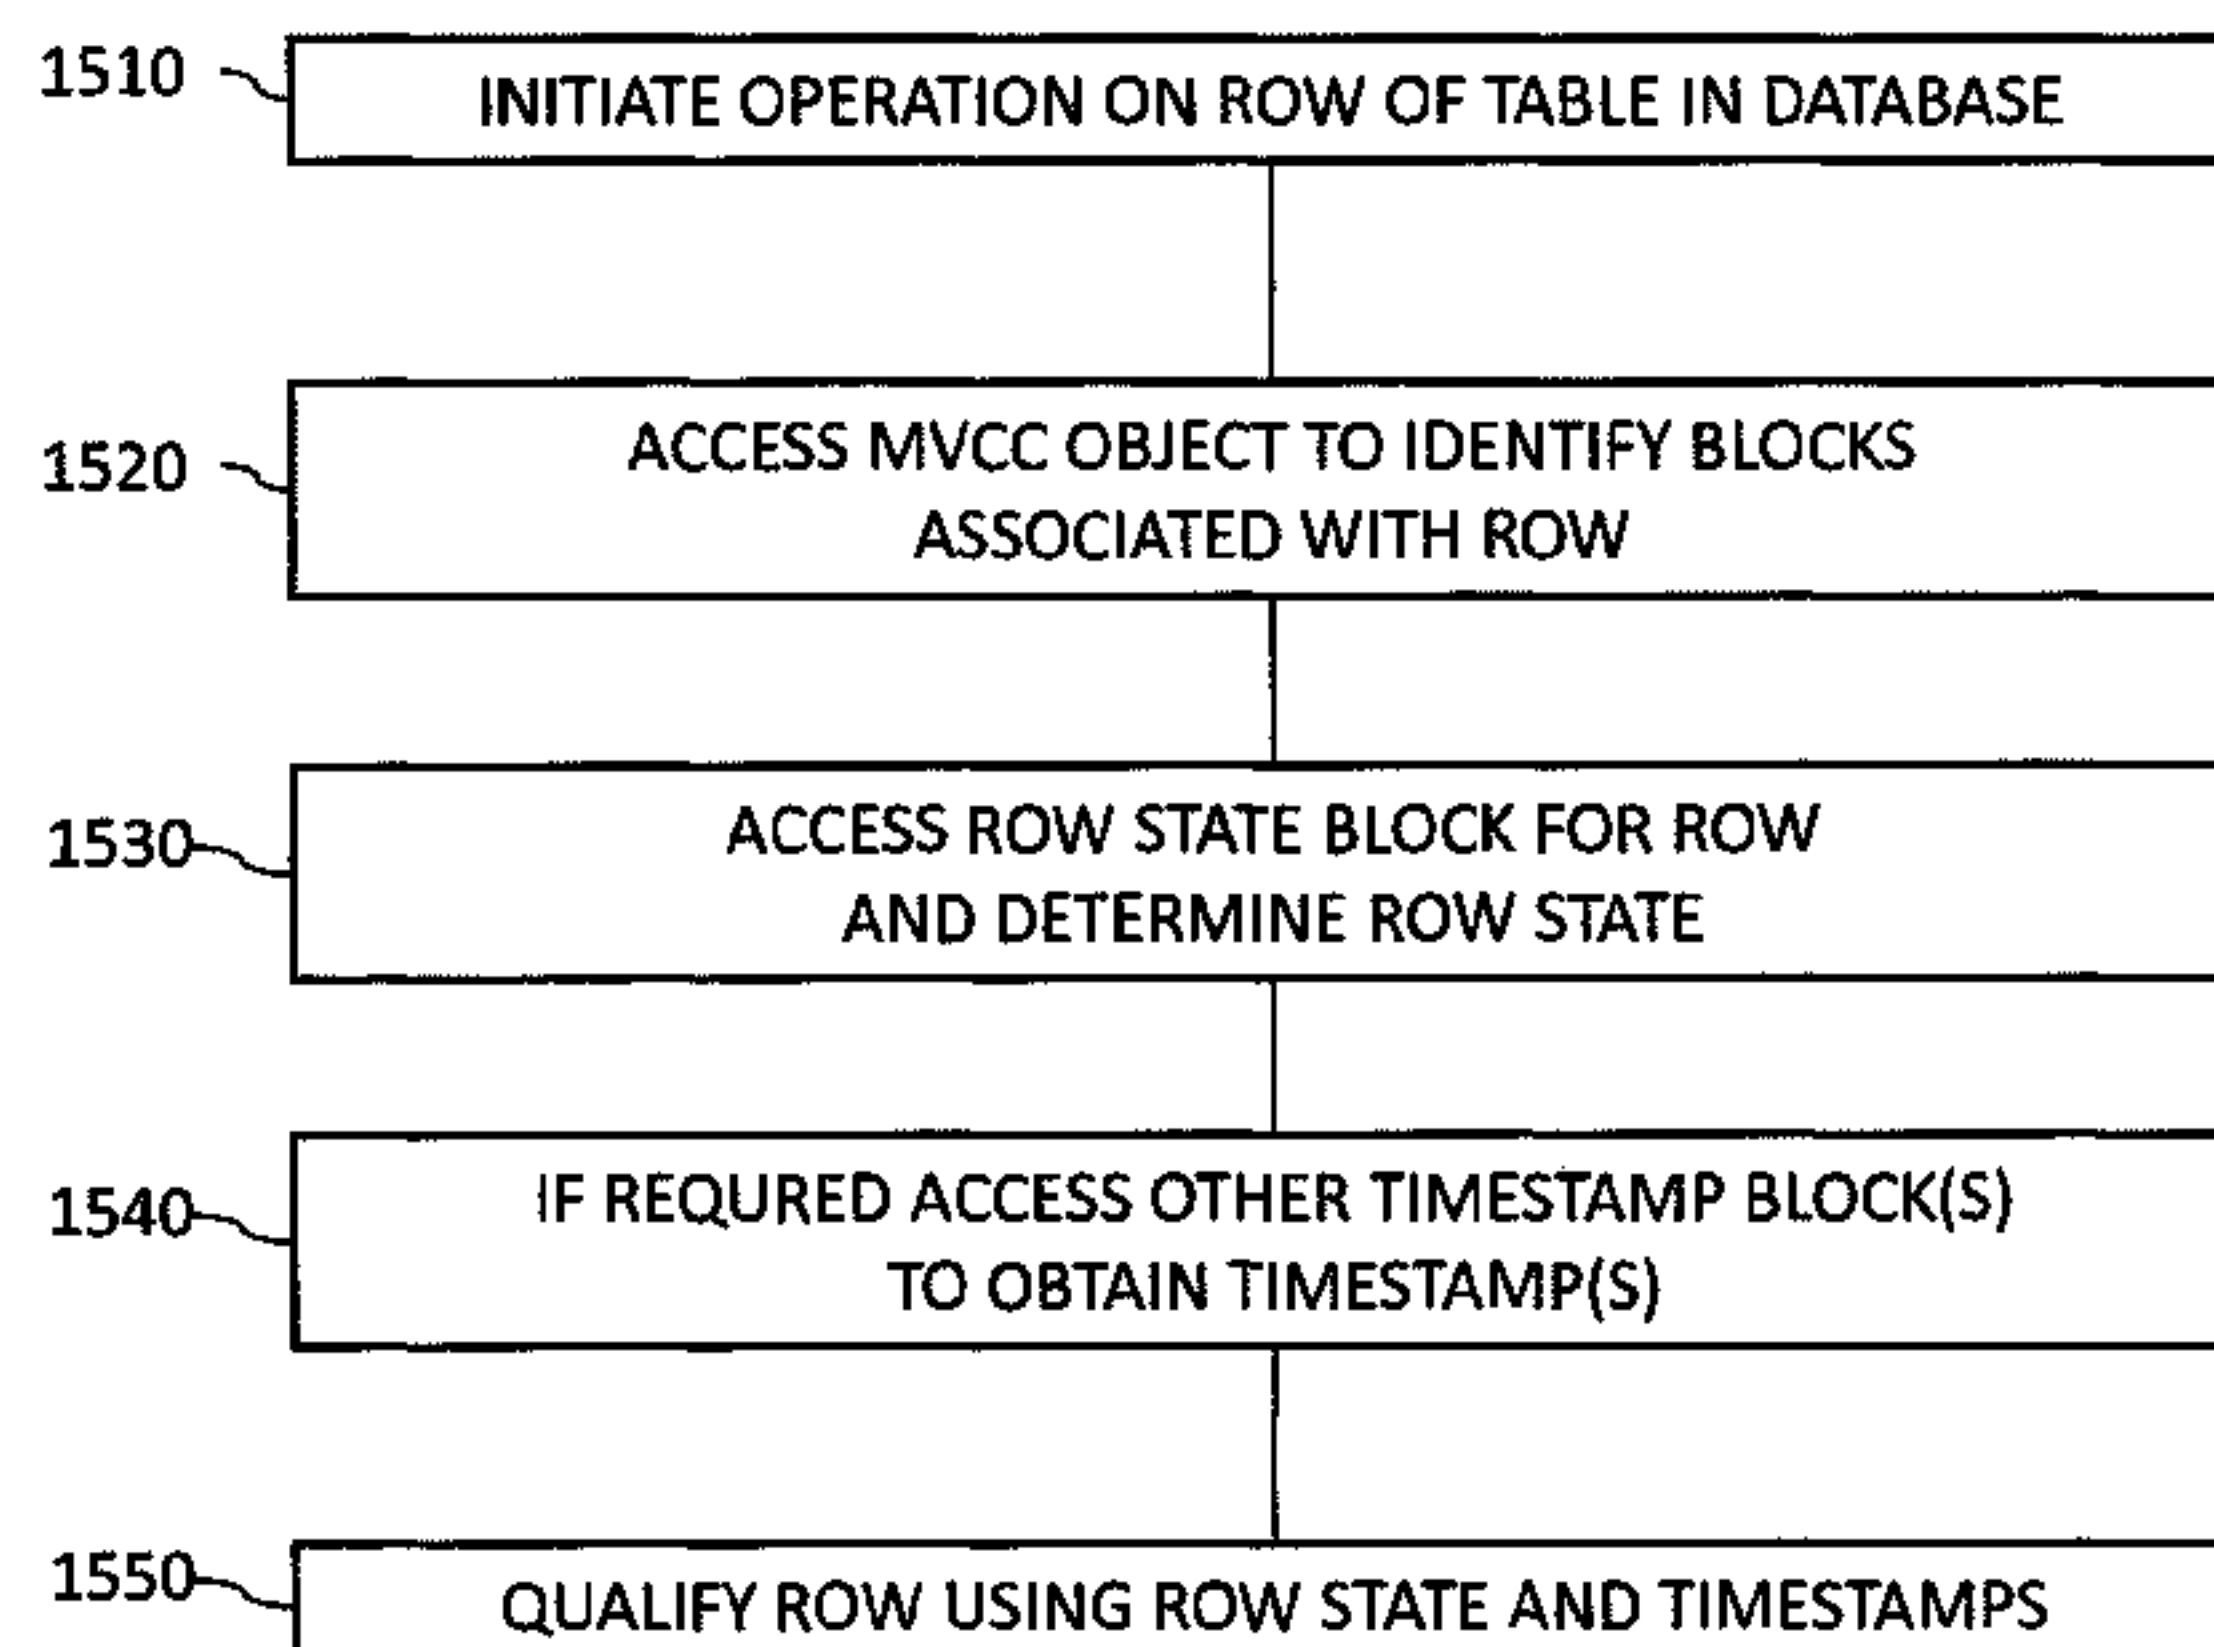 1510
INITIATE OPERATION ON ROW OF TABLE IN DATABASE
1520
ACCESS MVCC OBJECT TO IDENTIFY BLOCKS
ASSOCIATED WITH ROW
1530
ACCESS ROW STATE BLOCK FOR ROW
AND DETERMINE ROW STATE
1540
IF REQURED ACCESS OTHER TIMESTAMP BLOCK(S)
TO OBTAIN TIMESTAMP(S)
1550
QUALIFY ROW USING ROW STATE AND TIMESTAMPS